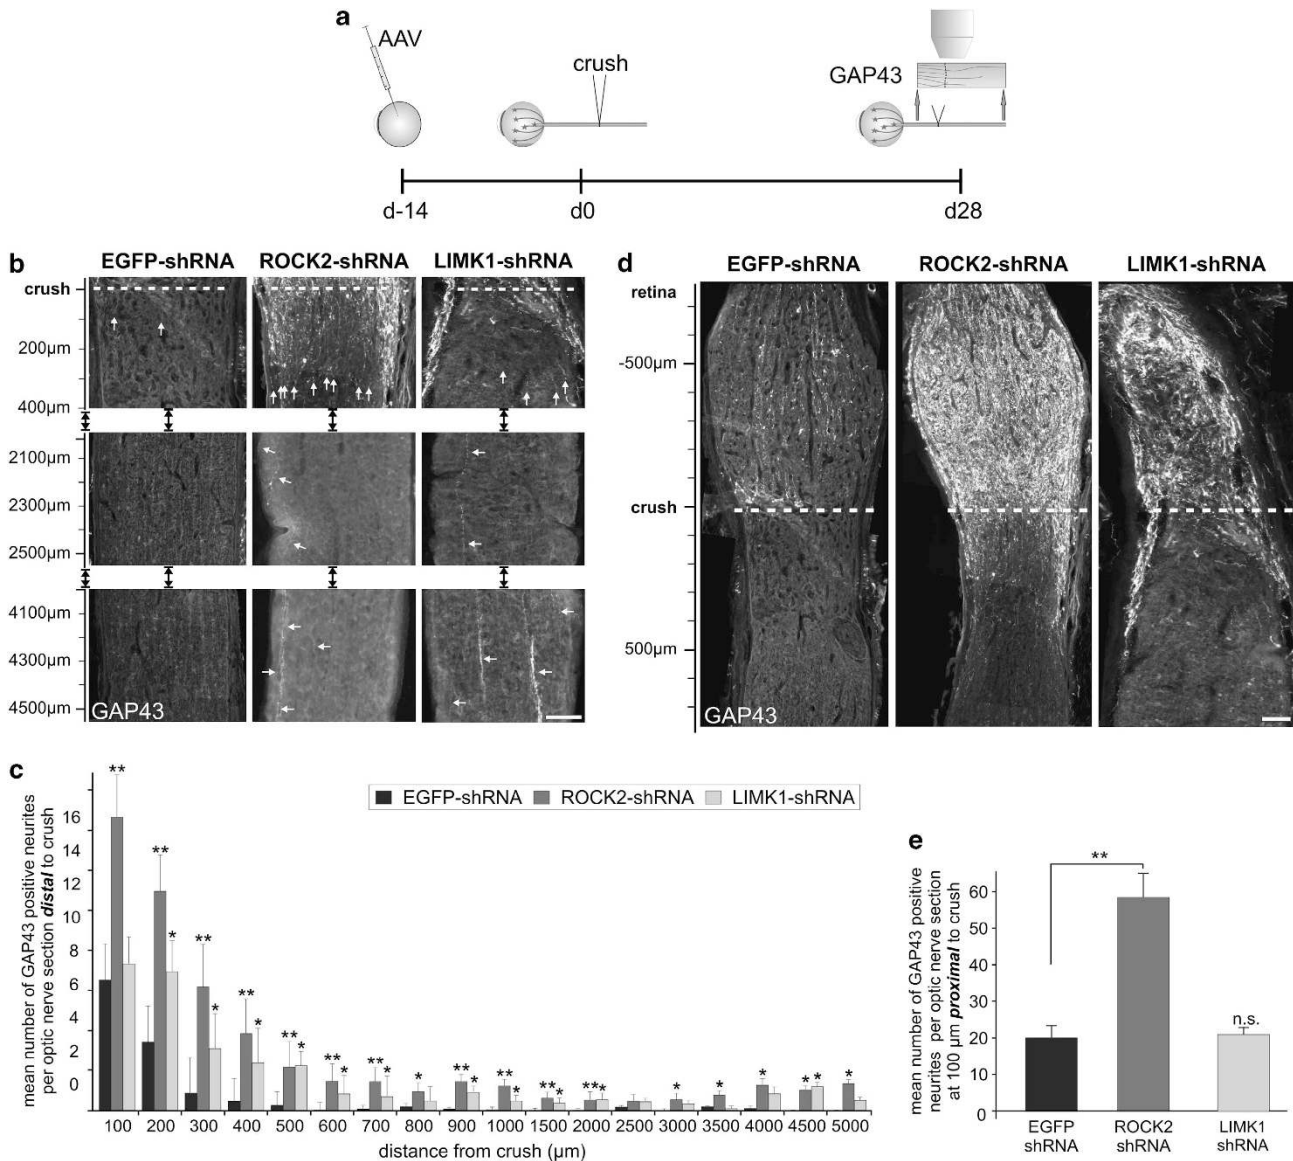 a
AAV
crush
GAP43
d-14
d0
d28
b
EGFP-shRNA
ROCK2-shRNA
LIMK1-shRNA
crush
200µm
400µm
2100µm
2300µm
2500µm
4100µm
4300µm
4500µm
GAP43
d
EGFP-shRNA
ROCK2-shRNA
LIMK1-shRNA
retina
-500µm
crush
500µm
GAP43
c
mean number of GAP43 positive neurites
per optic nerve section distal to crush
16
14
12
10
8
6
4
2
0
EGFP-shRNA
ROCK2-shRNA
LIMK1-shRNA
**
**
*
**
*
**
*
**
*
**
*
**
*
*
**
*
**
*
**
*
**
*
*
*
*
*
*
*
100
200
300
400
500
600
700
800
900
1000
1500
2000
2500
3000
3500
4000
4500
5000
distance from crush (µm)
e
mean number of GAP43 positive
neurites per optic nerve section
at 100 µm proximal to crush
60
50
40
30
20
10
0
**
n.s.
EGFP
shRNA
ROCK2
shRNA
LIMK1
shRNA